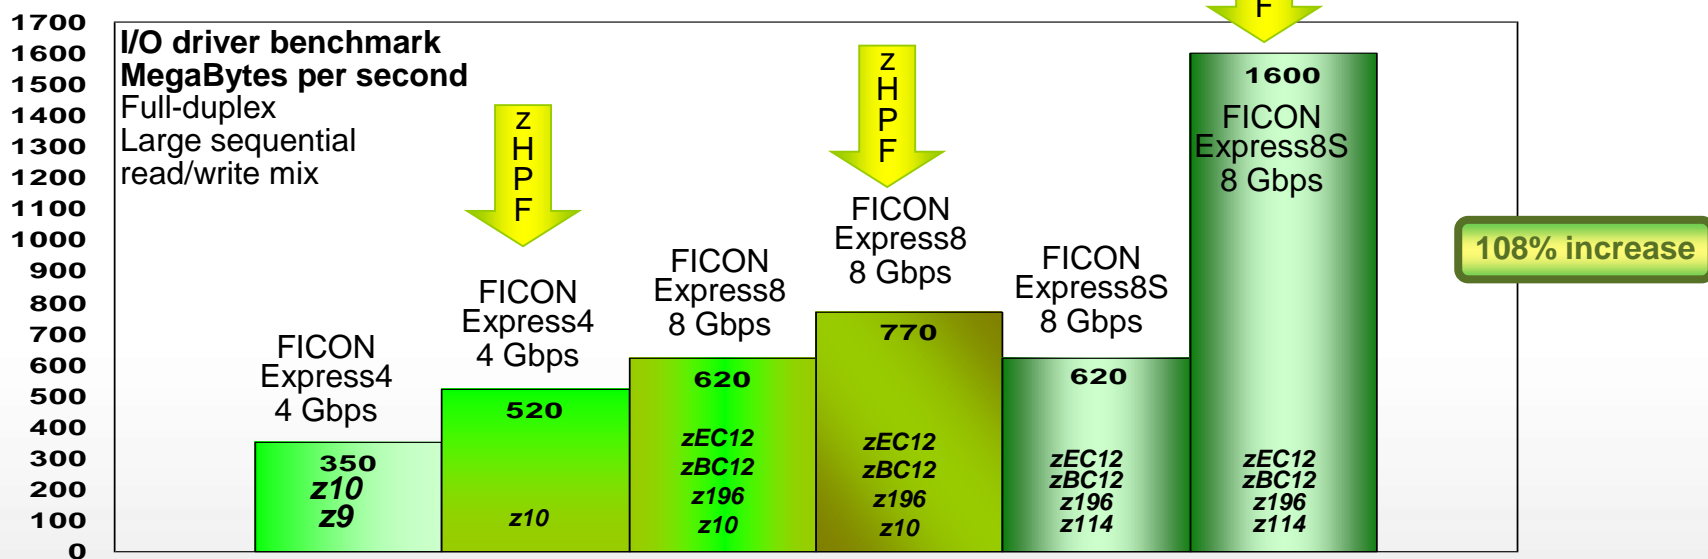 1700
1600
1500
1400
1300
1200
1100
1000
900
800
700
600
500
400
300
200
100
0
I/O driver benchmark
MegaBytes per second
Full-duplex
Large sequential
read/write mix
FICON
Express4
4 Gbps
350
z10
z9
z
H
P
F
FICON
Express4
4 Gbps
520
z10
FICON
Express8
8 Gbps
620
zEC12
zBC12
z196
z10
z
H
P
F
FICON
Express8
8 Gbps
770
zEC12
zBC12
z196
z10
FICON
Express8S
8 Gbps
620
zEC12
zBC12
z196
z114
F
1600
FICON
Express8S
8 Gbps
zEC12
zBC12
z196
z114
108% increase